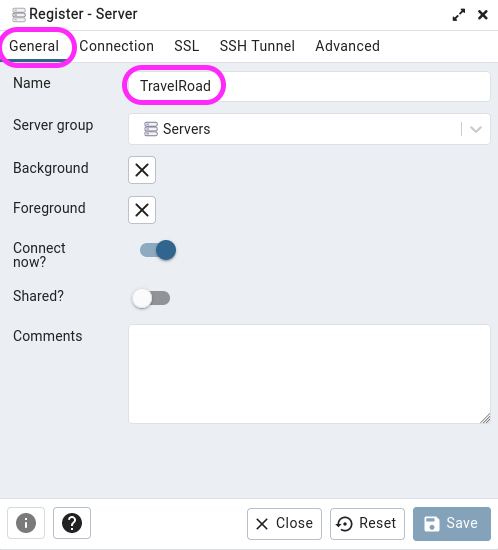 Register - Server
General Connection SSL SSH Tunnel Advanced
Name TravelRoad
Server group Servers
Background
Foreground
Connect
now?
Shared?
Comments
Close Reset Save